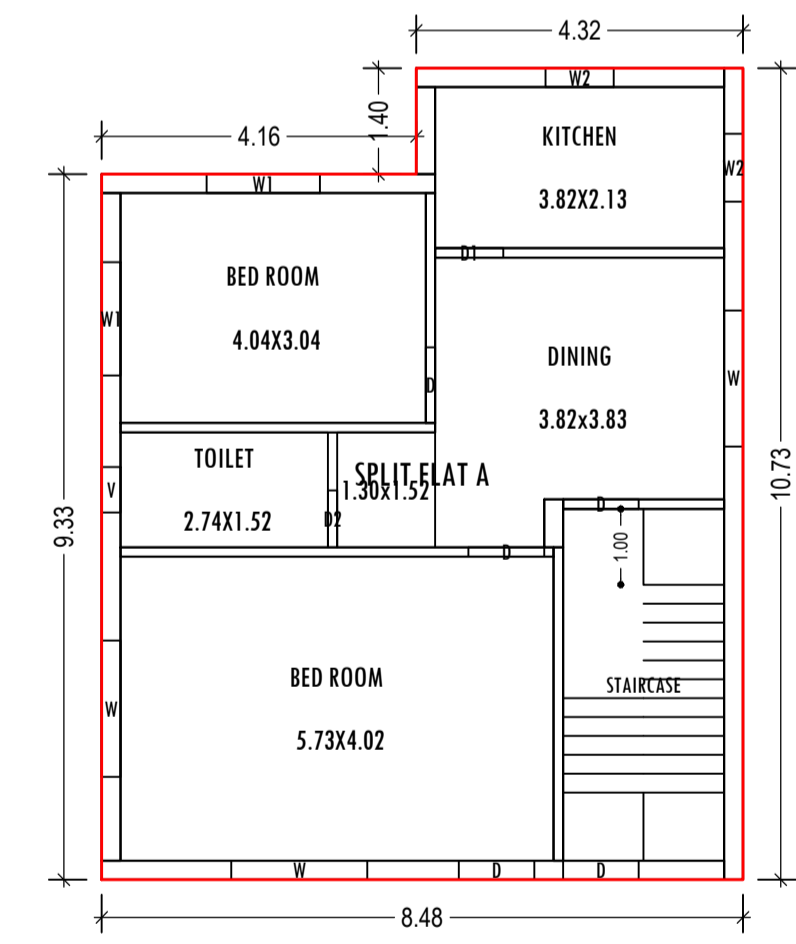 4.32
W2
1.40
4.16
KITCHEN
W2
W1
3.82X2.13
D1
BED ROOM
W1
4.04X3.04
DINING
W
D
3.82x3.83
TOILET
10.73
SPLIT FLAT A
V
1.30x1.52
D
2.74X1.52
D2
9.33
1.00
D
BED ROOM
STAIRCASE
W
5.73X4.02
W
D
D
8.48